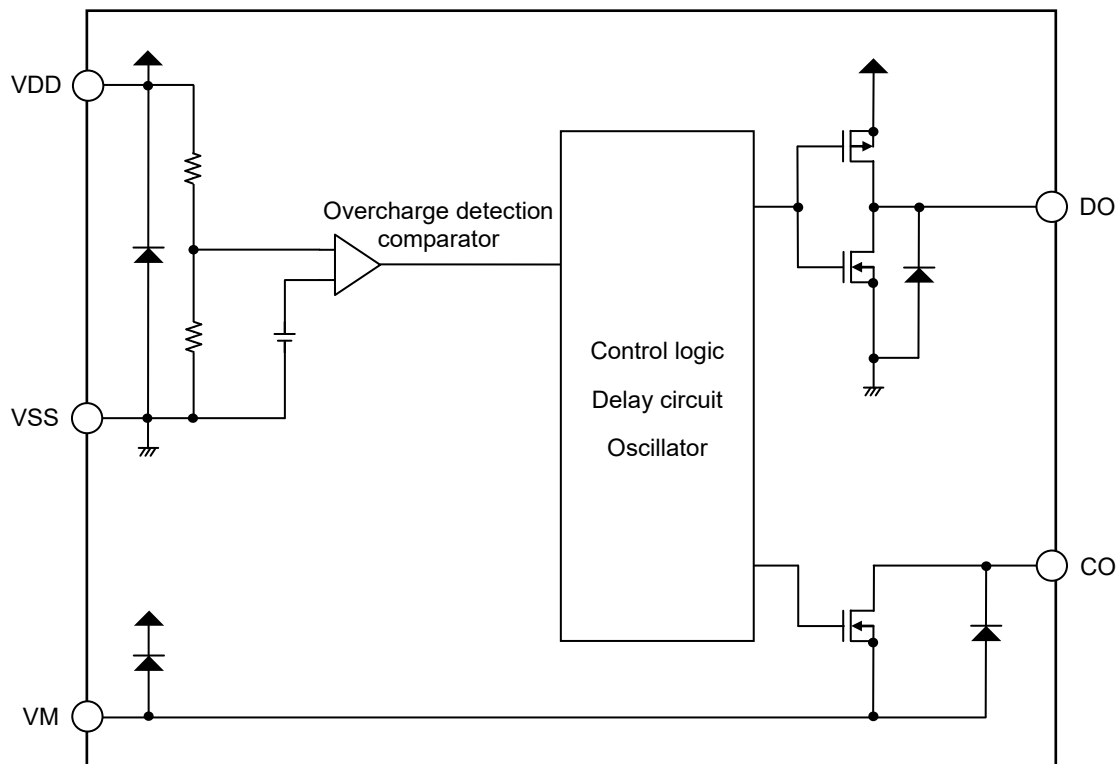 VDD
Overcharge detection
comparator
DO
VSS
Control logic
Delay circuit
Oscillator
CO
VM